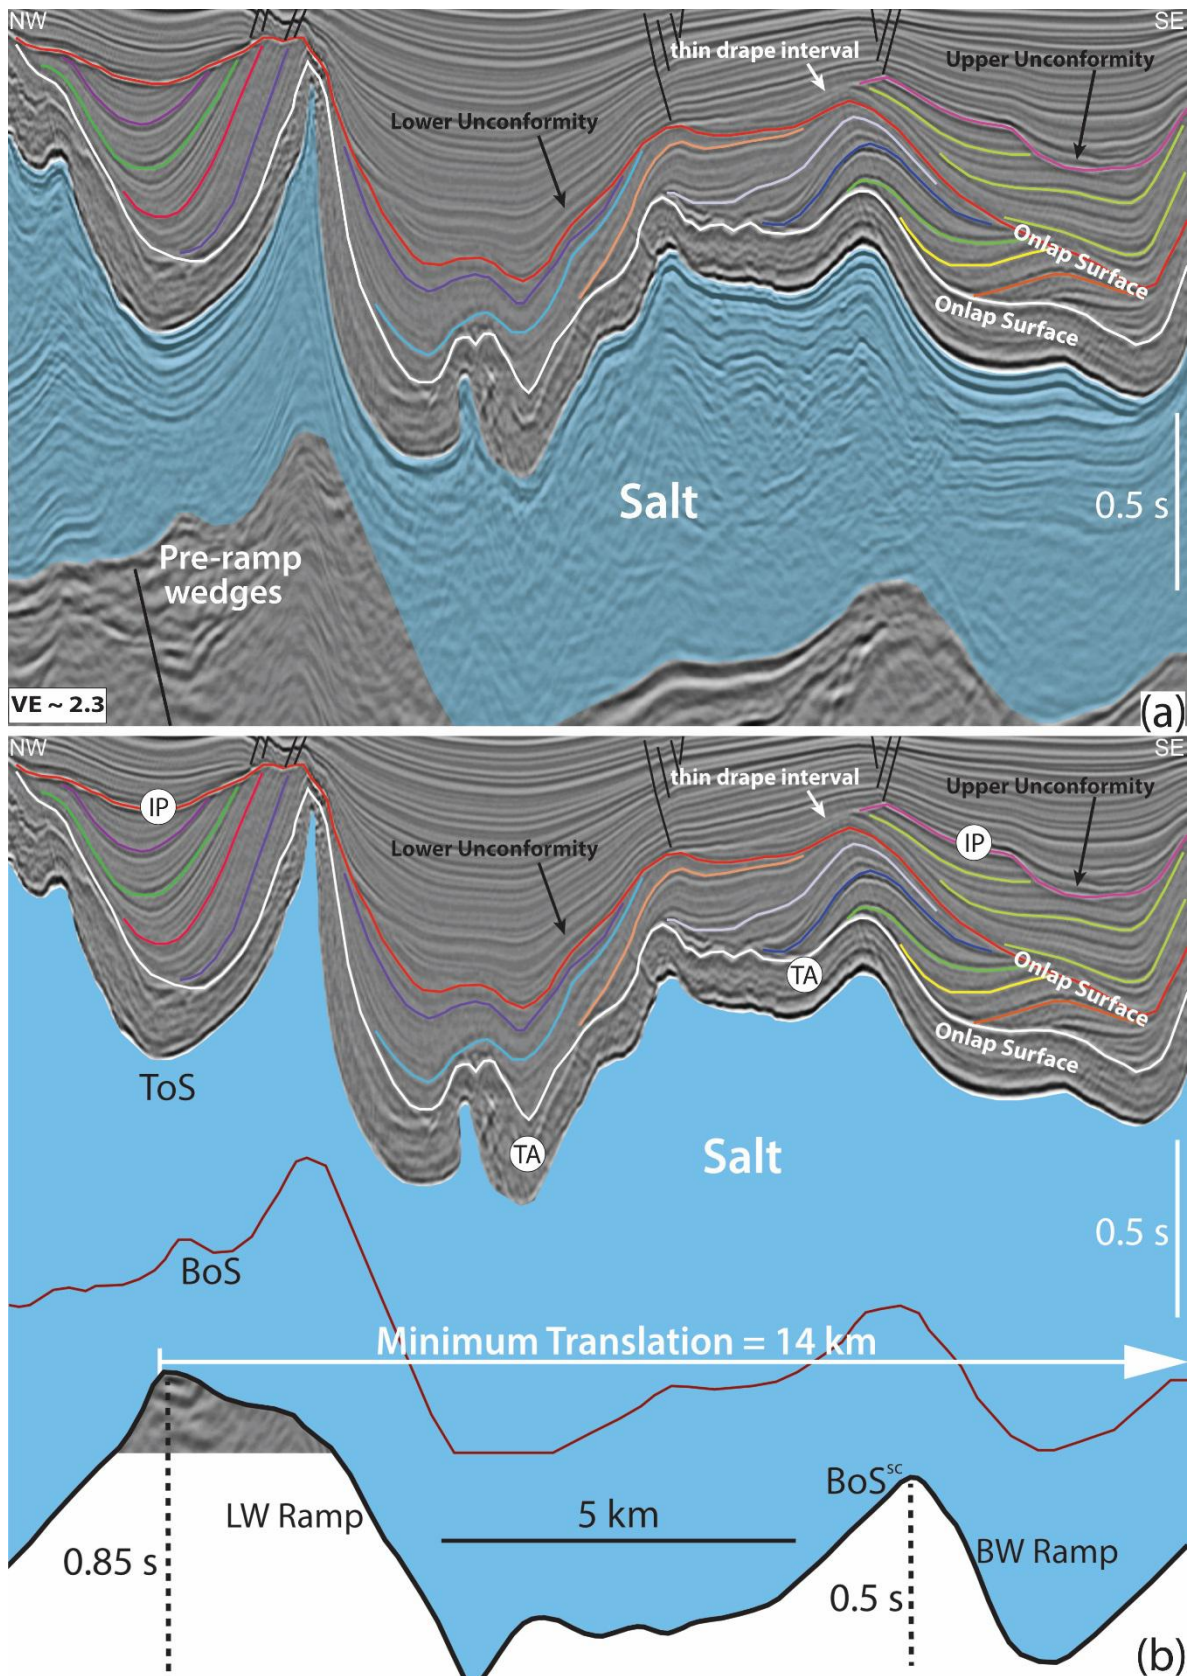 NW
SE
thin drape interval
Upper Unconformity
Lower Unconformity
Onlap Surface
Onlap Surface
Salt
0.5 s
Pre-ramp
wedges
VE ~ 2.3
(a)
NW
SE
thin drape interval
Upper Unconformity
IP
IP
Lower Unconformity
Onlap Surface
TA
Onlap Surface
ToS
TA
Salt
0.5 s
BoS
Minimum Translation = 14 km
BoSsc
LW Ramp
5 km
BW Ramp
0.85 s
0.5 s
(b)